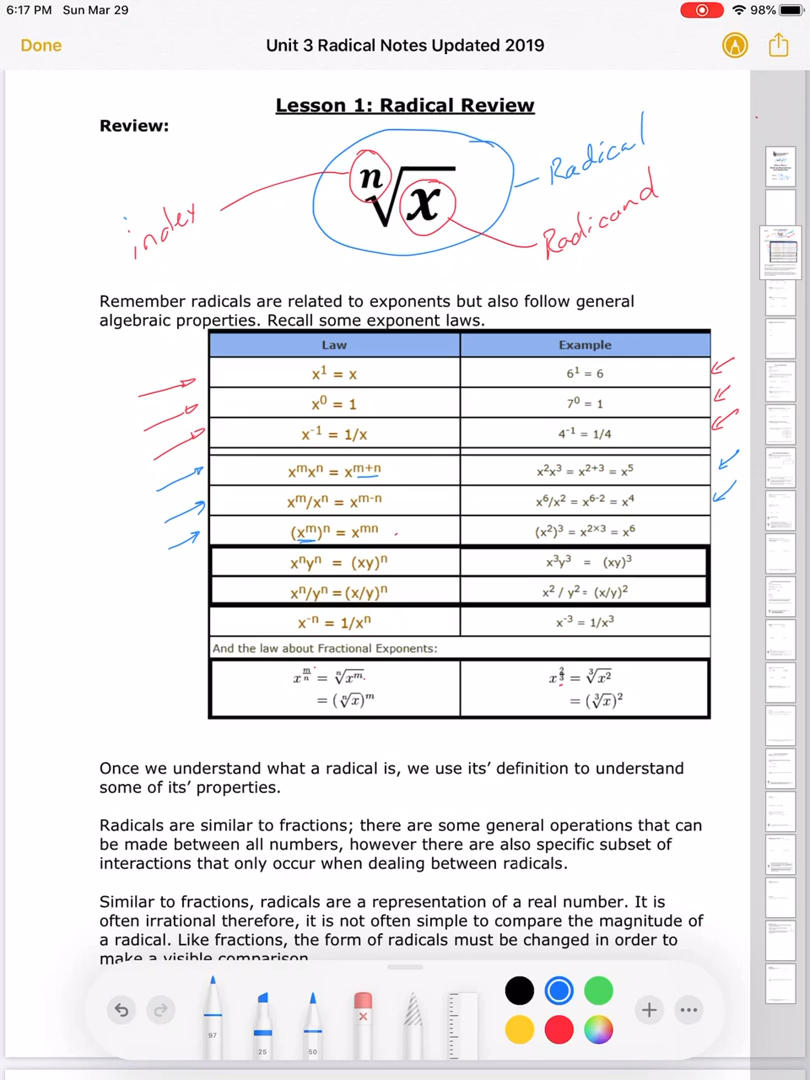 6:17 PM Sun Mar 29
98%
Done
Unit 3 Radical Notes Updated 2019
Lesson 1: Radical Review
Review:
ⁿ√x
index
Radical
Radicand
Remember radicals are related to exponents but also follow general
algebraic properties. Recall some exponent laws.
Law Example
x¹ = x 6¹ = 6
x⁰ = 1 7⁰ = 1
x⁻¹ = 1/x 4⁻¹ = 1/4
xᵐxⁿ = xᵐ⁺ⁿ x²x³ = x²⁺³ = x⁵
xᵐ/xⁿ = xᵐ⁻ⁿ x⁶/x² = x⁶⁻² = x⁴
(xᵐ)ⁿ = xᵐⁿ (x²)³ = x²ˣ³ = x⁶
xⁿyⁿ = (xy)ⁿ x³y³ = (xy)³
xⁿ/yⁿ = (x/y)ⁿ x² / y² = (x/y)²
x⁻ⁿ = 1/xⁿ x⁻³ = 1/x³
And the law about Fractional Exponents:
x^(m/n) = ⁿ√xᵐ x^(2/3) = ³√x²
= (ⁿ√x)ᵐ = (³√x)²
Once we understand what a radical is, we use its’ definition to understand
some of its’ properties.
Radicals are similar to fractions; there are some general operations that can
be made between all numbers, however there are also specific subset of
interactions that only occur when dealing between radicals.
Similar to fractions, radicals are a representation of a real number. It is
often irrational therefore, it is not often simple to compare the magnitude of
a radical. Like fractions, the form of radicals must be changed in order to
make a visible comparison
97
25
50